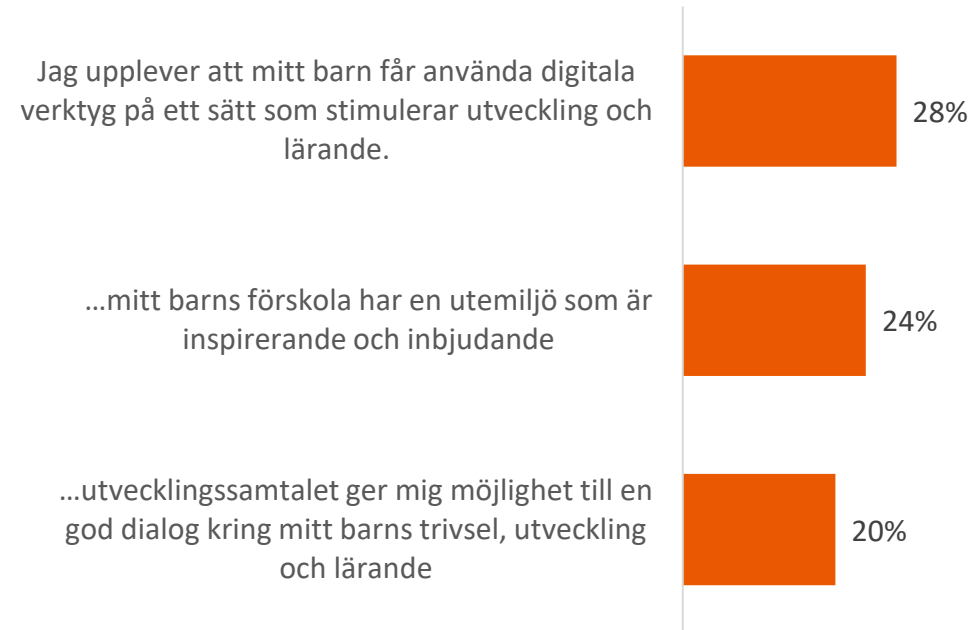 Jag upplever att mitt barn får använda digitala
verktyg på ett sätt som stimulerar utveckling och
lärande.
28%
…mitt barns förskola har en utemiljö som är
inspirerande och inbjudande
24%
…utvecklingssamtalet ger mig möjlighet till en
god dialog kring mitt barns trivsel, utveckling
och lärande
20%